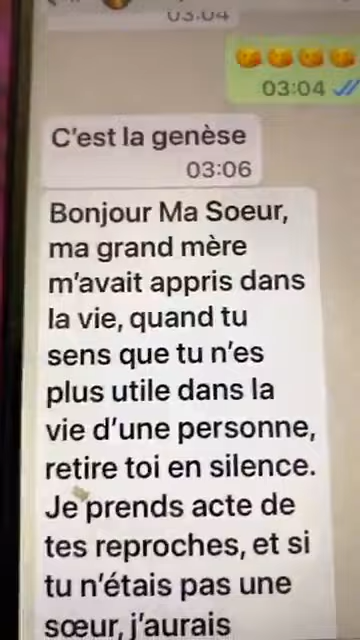 03:04
03:04
C'est la genèse
03:06
Bonjour Ma Soeur,
ma grand mère
m'avait appris dans
la vie, quand tu
sens que tu n'es
plus utile dans la
vie d'une personne,
retire toi en silence.
Je prends acte de
tes reproches, et si
tu n'étais pas une
sœur, j'aurais